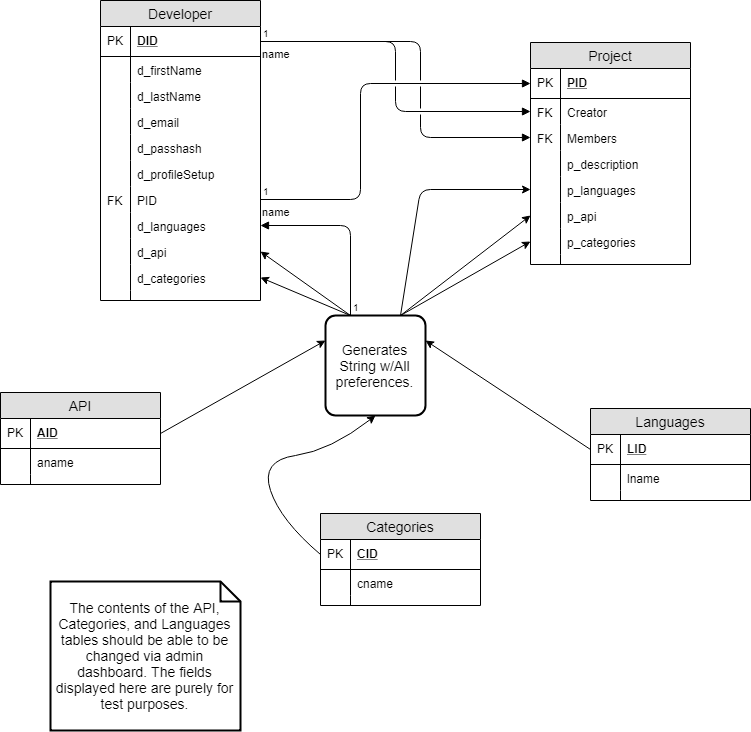 Developer
PK DID
d_firstName
d_lastName
d_email
d_passhash
d_profileSetup
FK PID
d_languages
d_api
d_categories
1
name
1
name
Project
PK PID
FK Creator
FK Members
p_description
p_languages
p_api
p_categories
1
Generates
String w/All
preferences.
API
PK AID
aname
Languages
PK LID
lname
Categories
PK CID
cname
The contents of the API,
Categories, and Languages
tables should be able to be
changed via admin
dashboard. The fields
displayed here are purely for
test purposes.